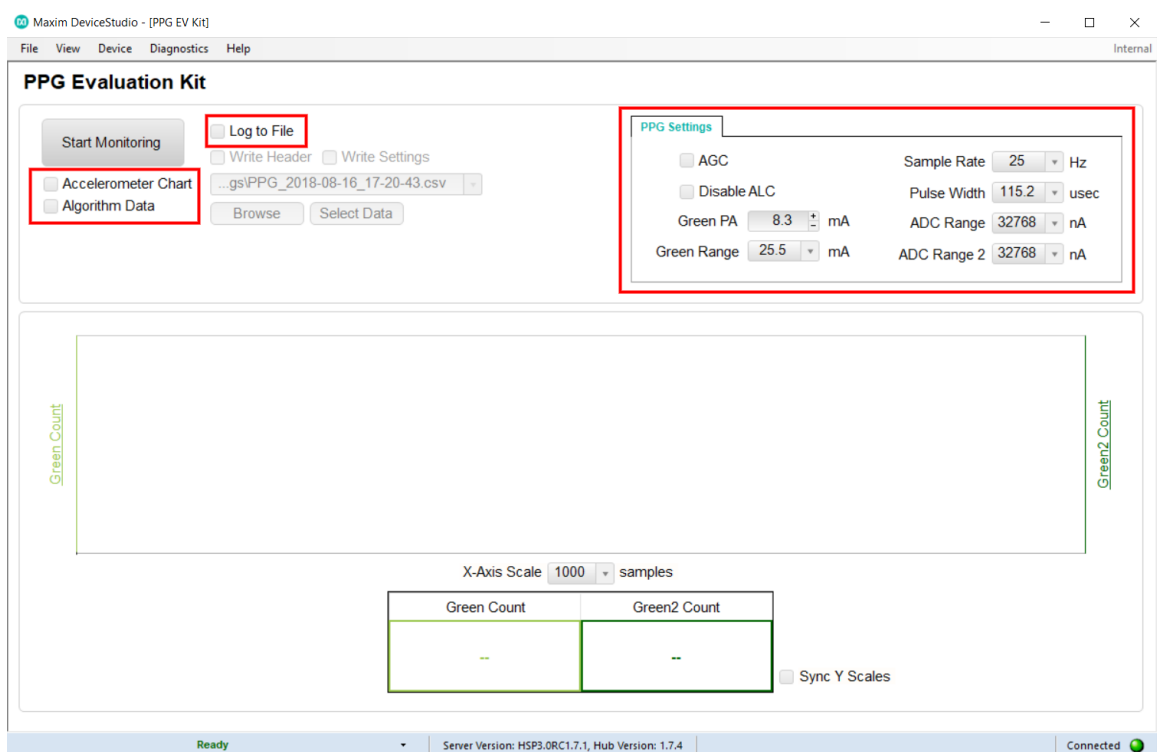 Maxim DeviceStudio - [PPG EV Kit]
File View Device Diagnostics Help Internal
PPG Evaluation Kit
Start Monitoring
Accelerometer Chart
Algorithm Data
Log to File
Write Header Write Settings
...gs\PPG_2018-08-16_17-20-43.csv
Browse Select Data
PPG Settings
AGC
Disable ALC
Green PA 8.3 mA
Green Range 25.5 mA
Sample Rate 25 Hz
Pulse Width 115.2 usec
ADC Range 32768 nA
ADC Range 2 32768 nA
Green Count
Green2 Count
X-Axis Scale 1000 samples
Green Count Green2 Count
-- --
Sync Y Scales
Ready Server Version: HSP3.0RC1.7.1, Hub Version: 1.7.4 Connected